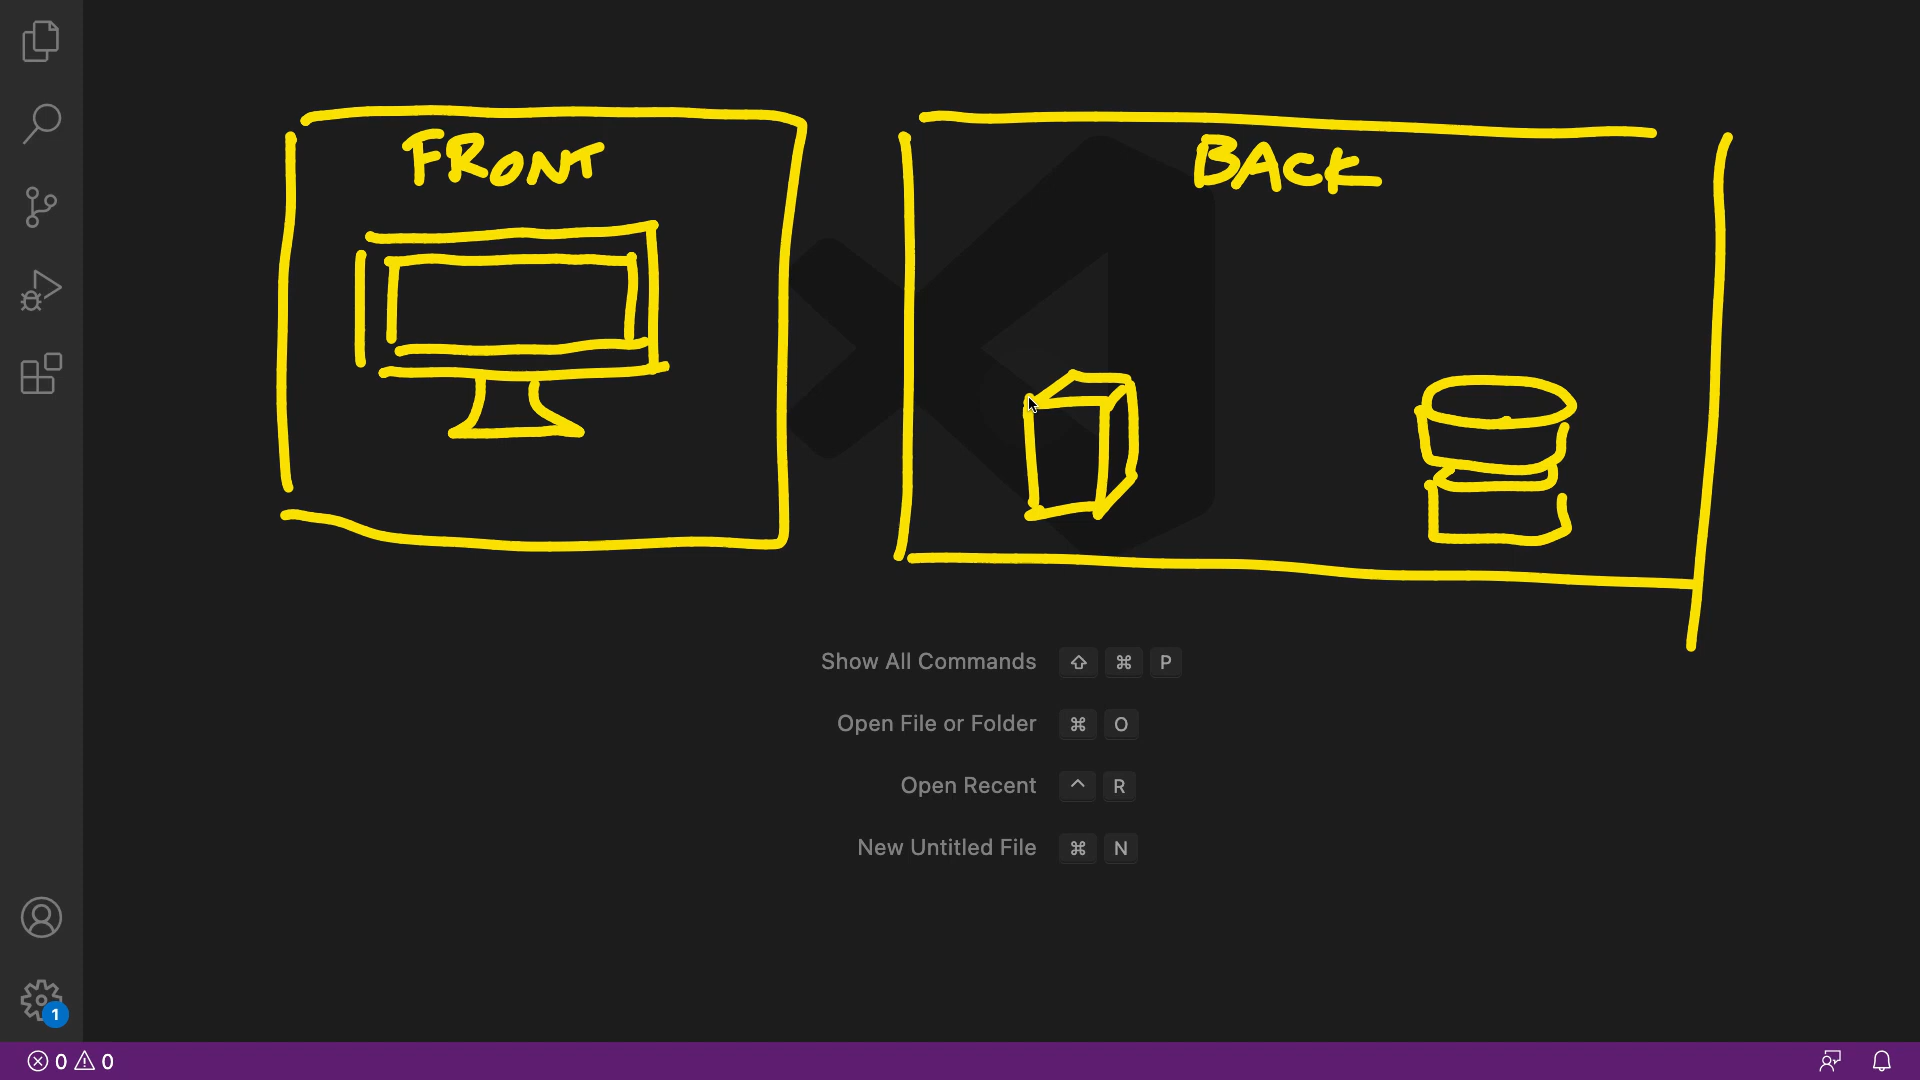 FRONT
BACK
Show All Commands ⇧ ⌘ P
Open File or Folder ⌘ O
Open Recent ^ R
New Untitled File ⌘ N
1
0 0